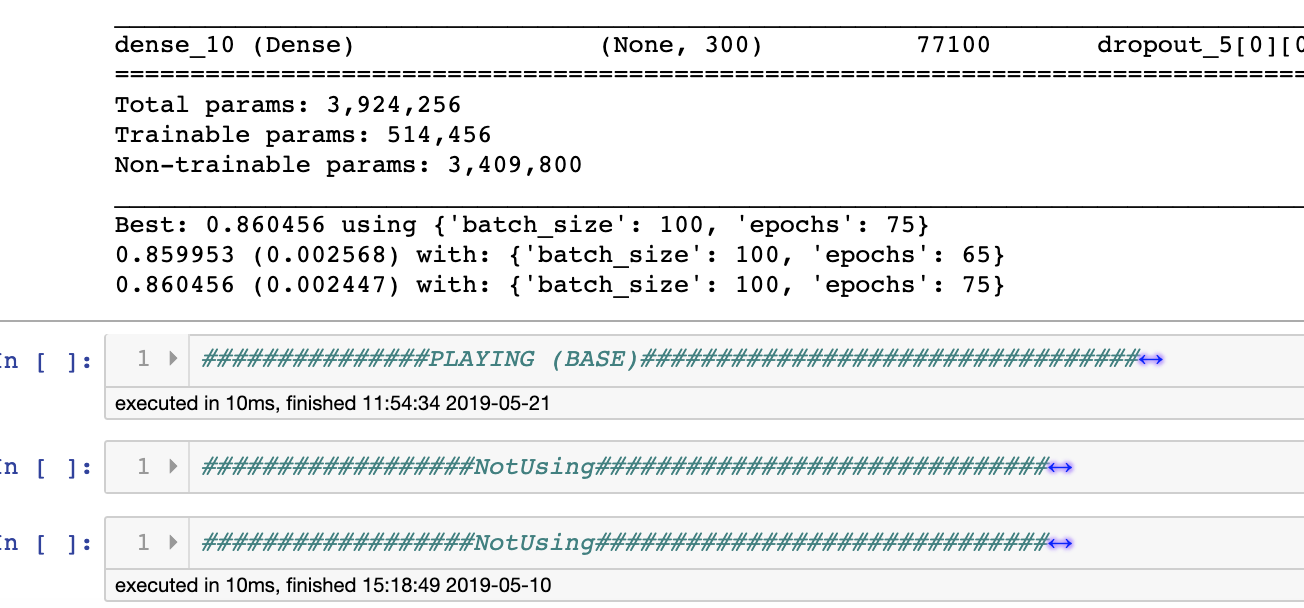 dense_10 (Dense) (None, 300) 77100 dropout_5[0][0
================================================================================
Total params: 3,924,256
Trainable params: 514,456
Non-trainable params: 3,409,800
Best: 0.860456 using {'batch_size': 100, 'epochs': 75}
0.859953 (0.002568) with: {'batch_size': 100, 'epochs': 65}
0.860456 (0.002447) with: {'batch_size': 100, 'epochs': 75}
In [ ]: 1 ###############PLAYING (BASE)#################################
executed in 10ms, finished 11:54:34 2019-05-21
In [ ]: 1 ##################NotUsing##############################
In [ ]: 1 ##################NotUsing##############################
executed in 10ms, finished 15:18:49 2019-05-10